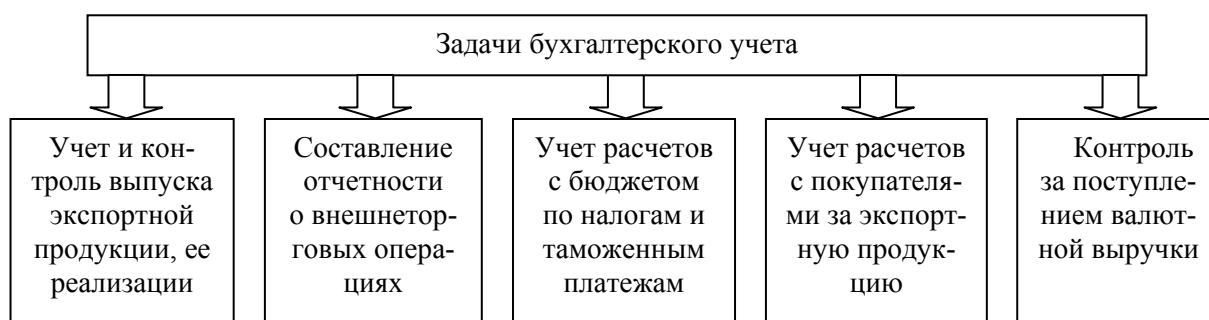 Задачи бухгалтерского учета
Учет и кон-
троль выпуска
экспортной
продукции, ее
реализации
Составление
отчетности
о внешнетор-
говых опера-
циях
Учет расчетов
с бюджетом
по налогам и
таможенным
платежам
Учет расчетов
с покупателя-
ми за экспорт-
ную продук-
цию
Контроль
за поступле-
нием валют-
ной выручки